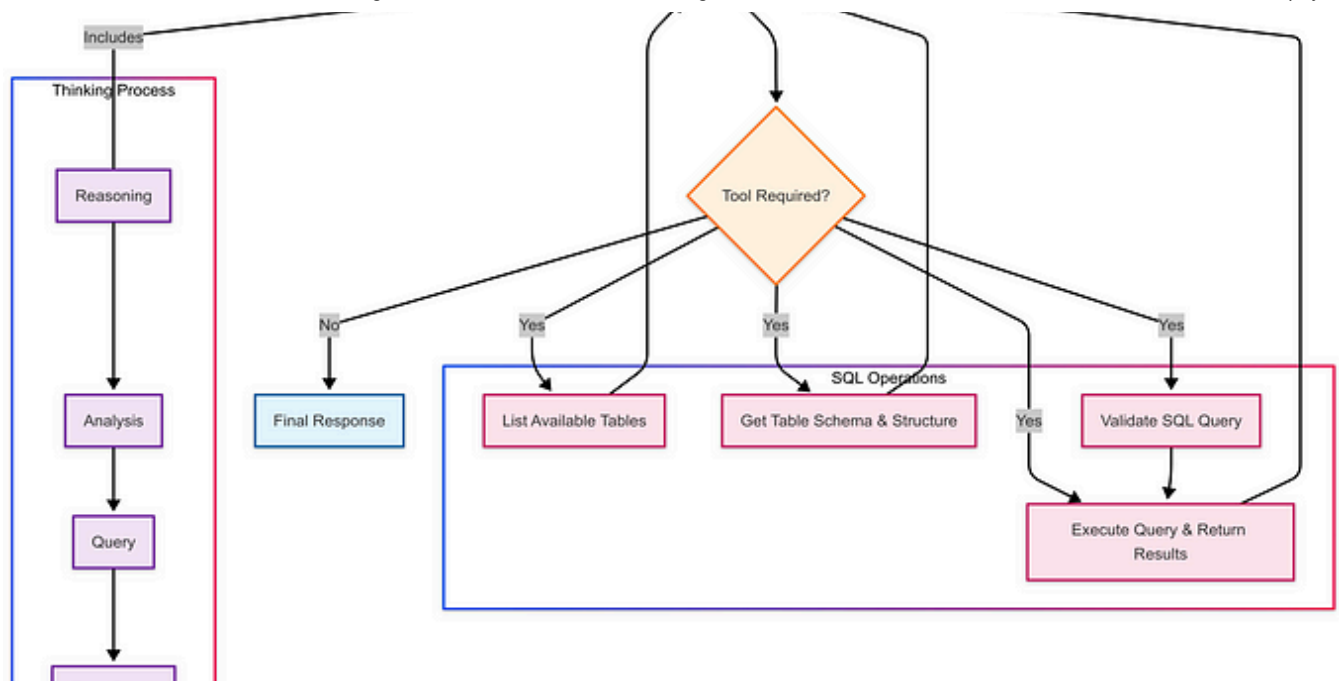 Includes
Thinking Process
Reasoning
Tool Required?
No
Yes
Yes
Yes
SQL Operations
Analysis
Final Response
List Available Tables
Get Table Schema & Structure
Yes
Validate SQL Query
Query
Execute Query & Return
Results